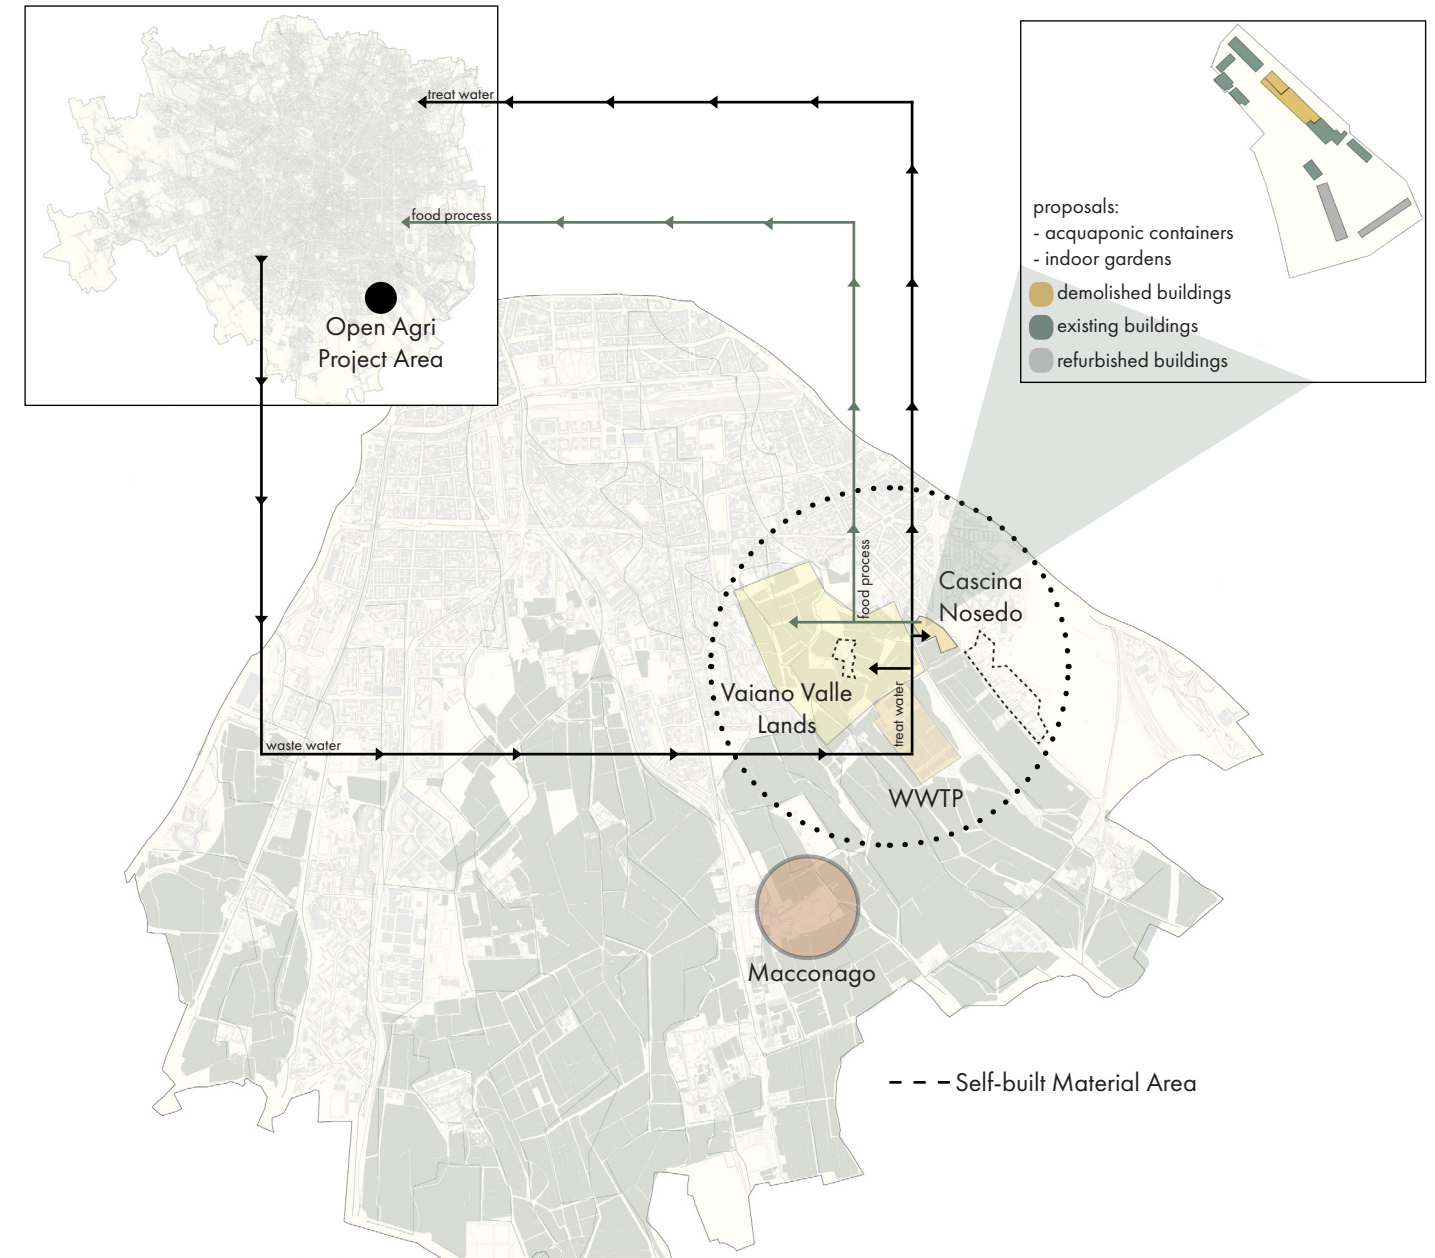 treat water
food process
Open Agri
Project Area
proposals:
- acquaponic containers
- indoor gardens
demolished buildings
existing buildings
refurbished buildings
food process
Cascina
Nosedo
Vaiano Valle
Lands
treat water
waste water
WWTP
Macconago
Self-built Material Area